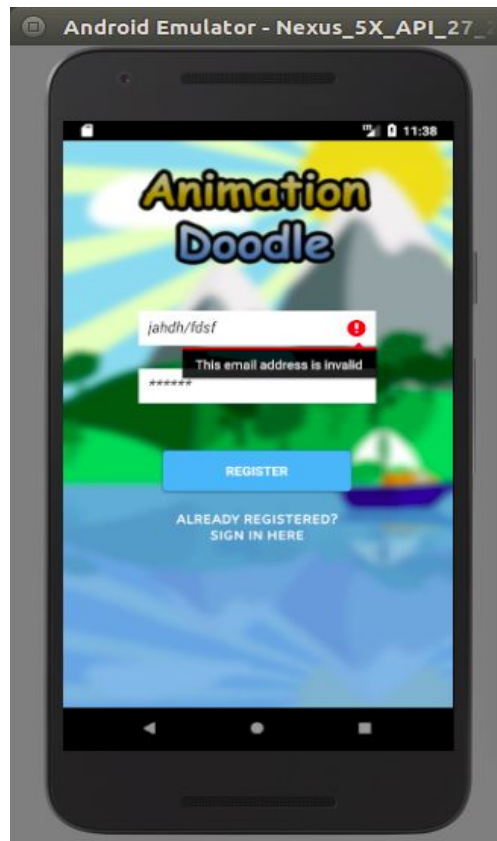 Android Emulator - Nexus_5X_API_27_
11:38
Animation
Doodle
jahdh/fdsf
This email address is invalid
******
REGISTER
ALREADY REGISTERED?
SIGN IN HERE